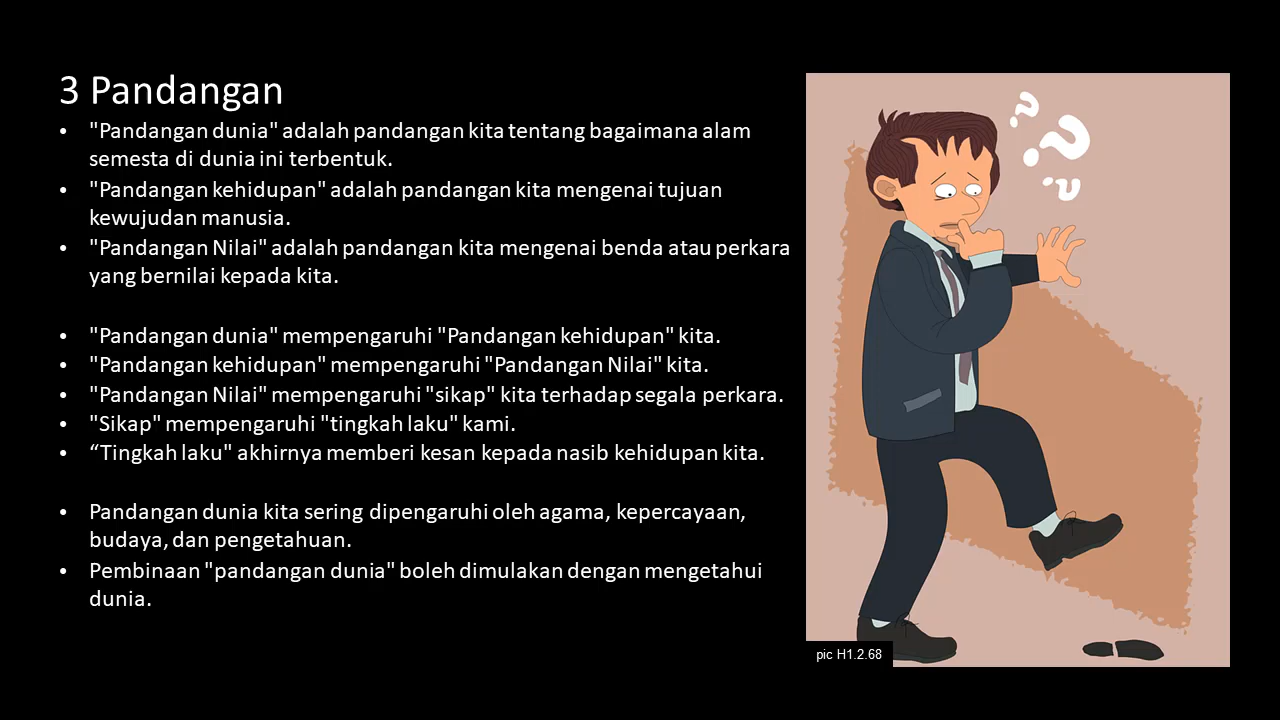 3 Pandangan
• "Pandangan dunia" adalah pandangan kita tentang bagaimana alam
semesta di dunia ini terbentuk.
• "Pandangan kehidupan" adalah pandangan kita mengenai tujuan
kewujudan manusia.
• "Pandangan Nilai" adalah pandangan kita mengenai benda atau perkara
yang bernilai kepada kita.
• "Pandangan dunia" mempengaruhi "Pandangan kehidupan" kita.
• "Pandangan kehidupan" mempengaruhi "Pandangan Nilai" kita.
• "Pandangan Nilai" mempengaruhi "sikap" kita terhadap segala perkara.
• "Sikap" mempengaruhi "tingkah laku" kami.
• “Tingkah laku" akhirnya memberi kesan kepada nasib kehidupan kita.
• Pandangan dunia kita sering dipengaruhi oleh agama, kepercayaan,
budaya, dan pengetahuan.
• Pembinaan "pandangan dunia" boleh dimulakan dengan mengetahui
dunia.
? ? ?
pic H1.2.68